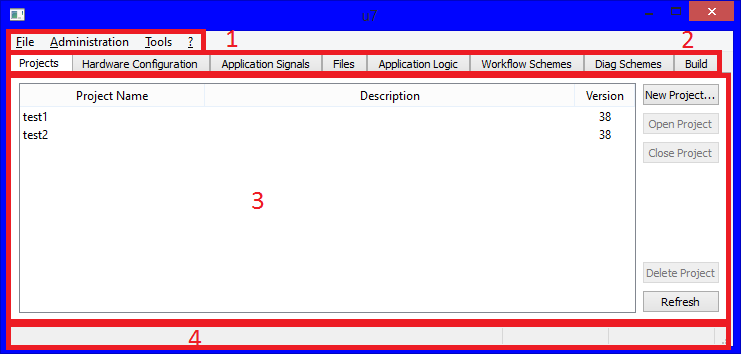 u7
File Administration Tools ? 1 2
Projects Hardware Configuration Application Signals Files Application Logic Workflow Schemes Diag Schemes Build
Project Name Description Version New Project...
test1 38
Open Project
test2 38
Close Project
3
Delete Project
Refresh
4